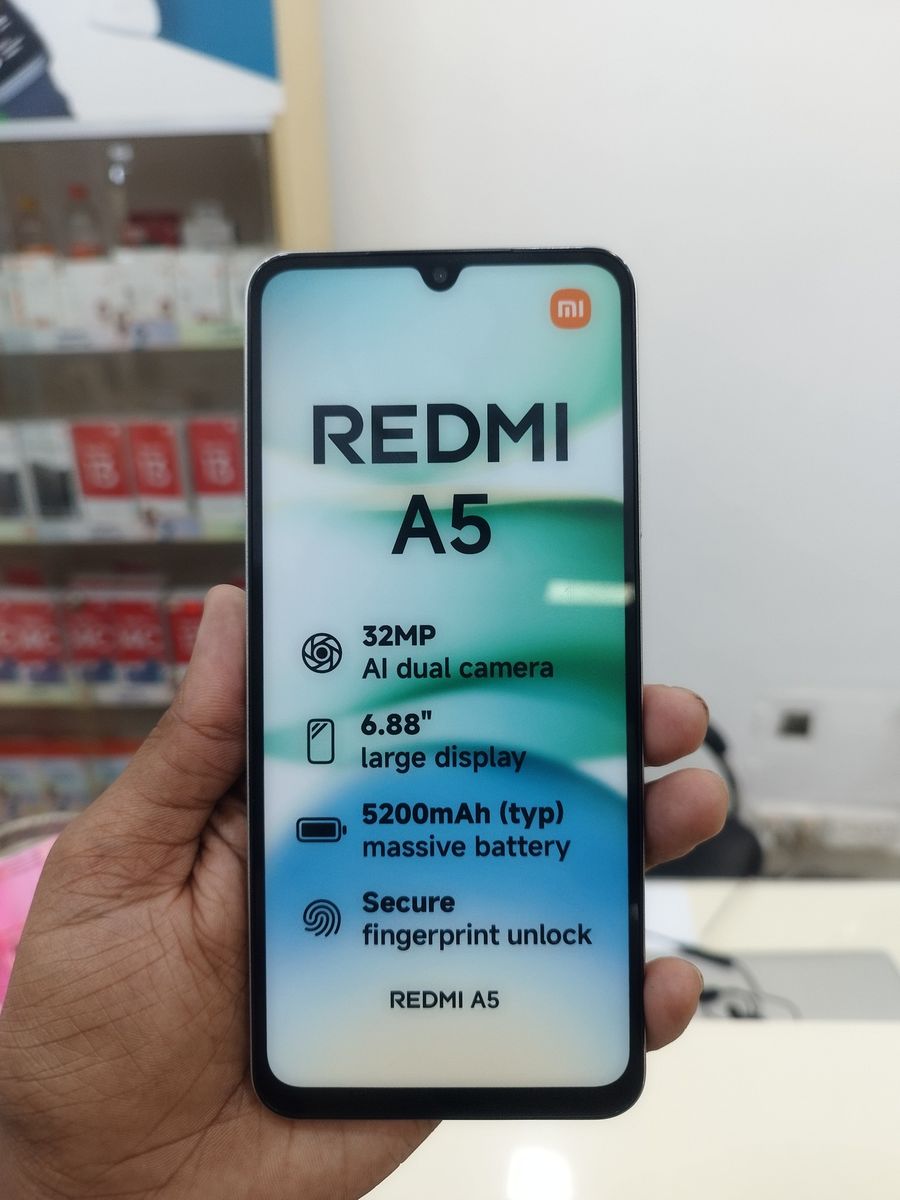 mi
REDMI
A5
32MP
AI dual camera
6.88"
large display
5200mAh (typ)
massive battery
Secure
fingerprint unlock
REDMI A5